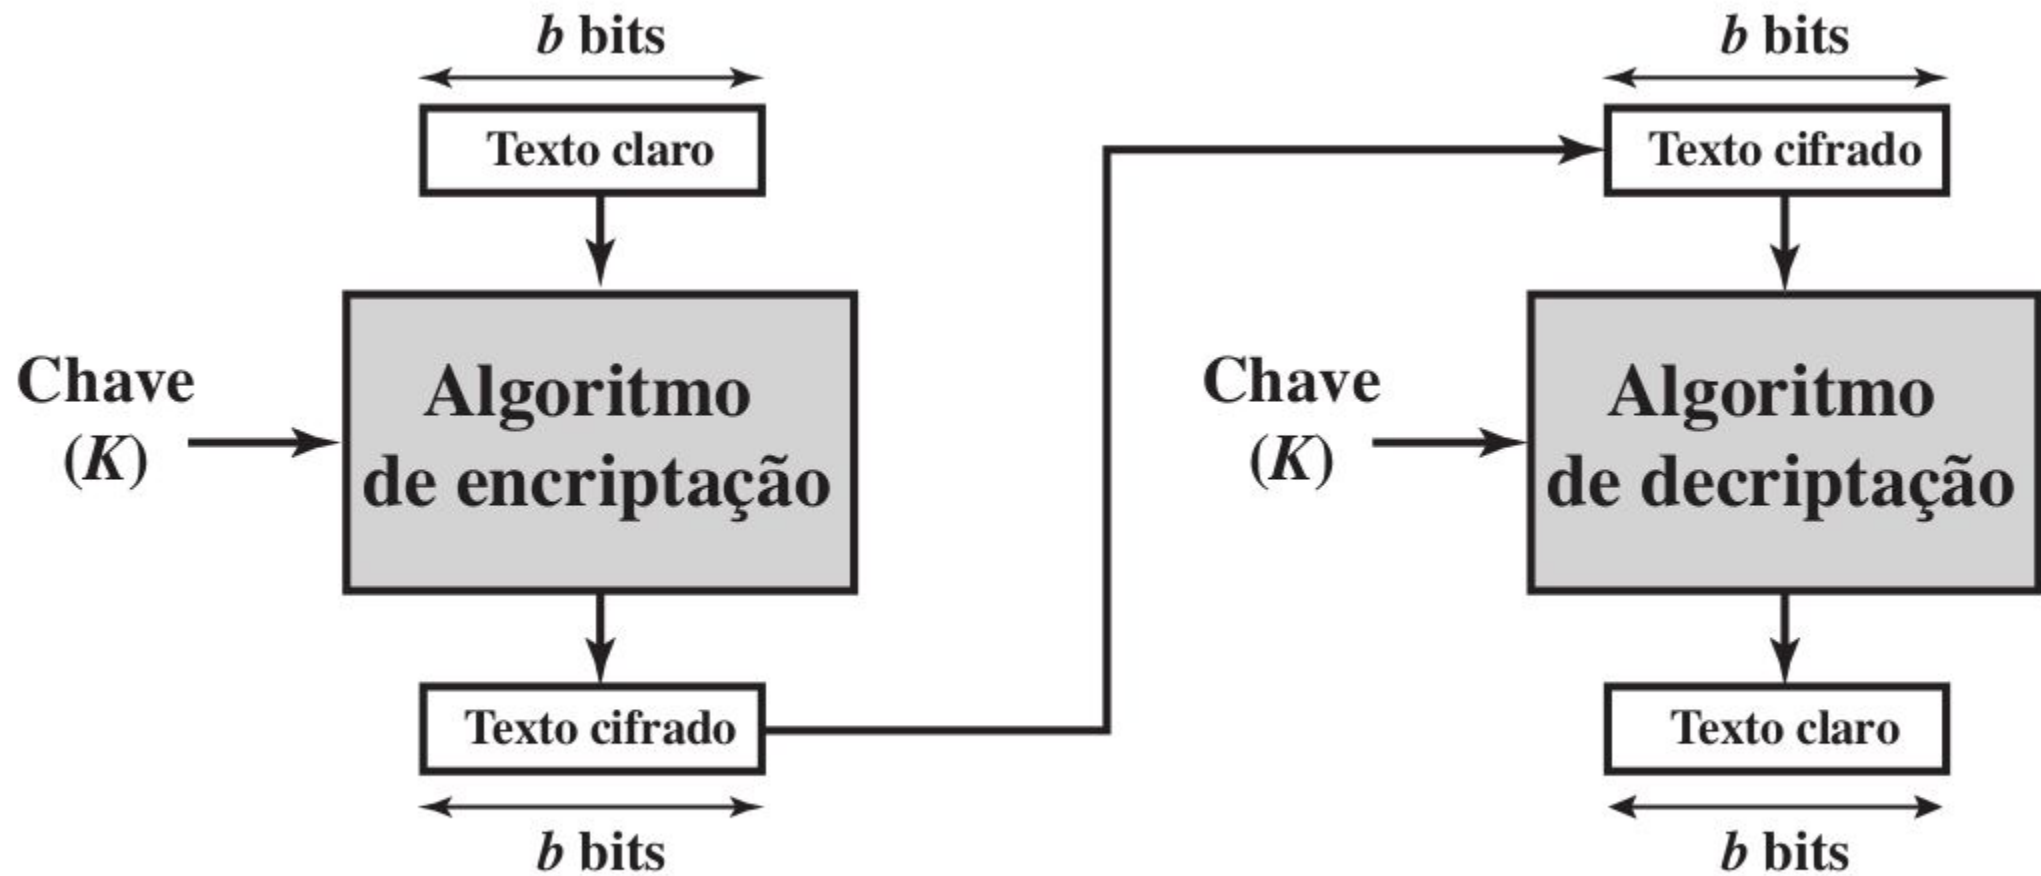 b bits
Texto claro
Chave
(K)
Algoritmo
de encriptação
Texto cifrado
b bits
b bits
Texto cifrado
Chave
(K)
Algoritmo
de decriptação
Texto claro
b bits